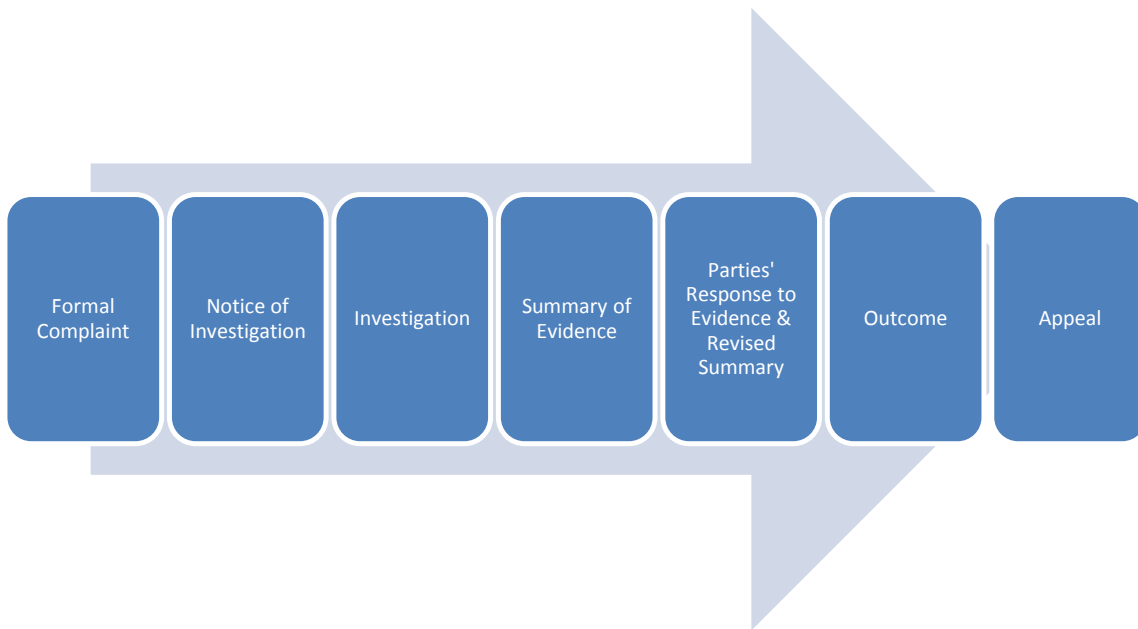 Formal
Complaint
Notice of
Investigation
Investigation
Summary of
Evidence
Parties'
Response to
Evidence &
Revised
Summary
Outcome
Appeal